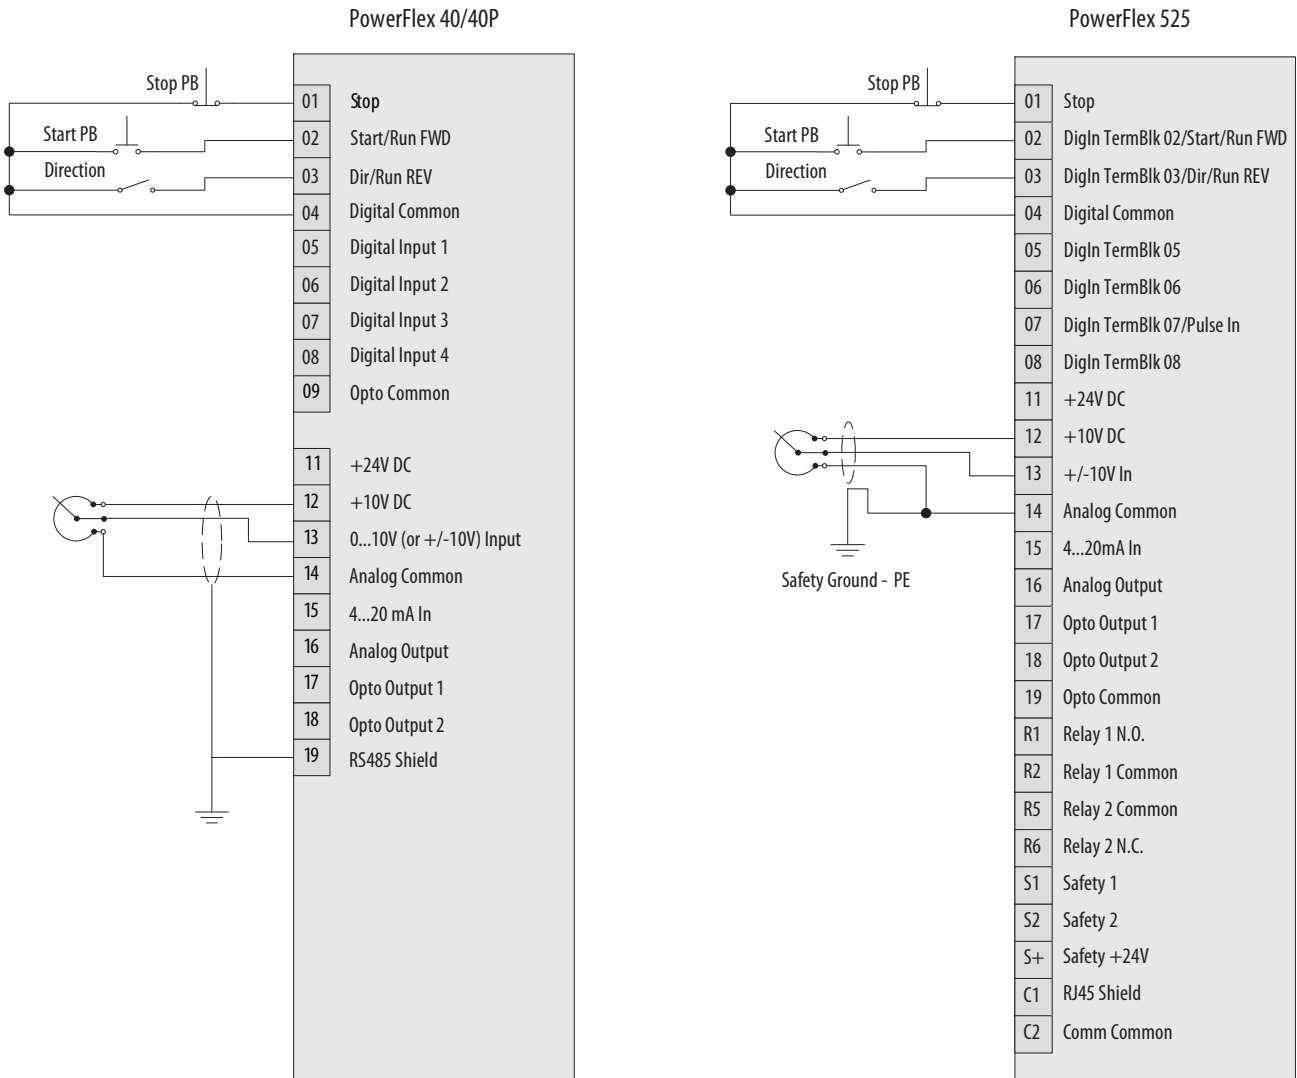 PowerFlex 40/40P
Stop PB
01 Stop
Start PB
02 Start/Run FWD
Direction
03 Dir/Run REV
04 Digital Common
05 Digital Input 1
06 Digital Input 2
07 Digital Input 3
08 Digital Input 4
09 Opto Common
11 +24V DC
12 +10V DC
13 0...10V (or +/-10V) Input
14 Analog Common
15 4...20 mA In
16 Analog Output
17 Opto Output 1
18 Opto Output 2
19 RS485 Shield
PowerFlex 525
Stop PB
01 Stop
Start PB
02 DigIn TermBlk 02/Start/Run FWD
Direction
03 DigIn TermBlk 03/Dir/Run REV
04 Digital Common
05 DigIn TermBlk 05
06 DigIn TermBlk 06
07 DigIn TermBlk 07/Pulse In
08 DigIn TermBlk 08
11 +24V DC
12 +10V DC
13 +/-10V In
14 Analog Common
15 4...20mA In
Safety Ground - PE
16 Analog Output
17 Opto Output 1
18 Opto Output 2
19 Opto Common
R1 Relay 1 N.O.
R2 Relay 1 Common
R5 Relay 2 Common
R6 Relay 2 N.C.
S1 Safety 1
S2 Safety 2
S+ Safety +24V
C1 RJ45 Shield
C2 Comm Common